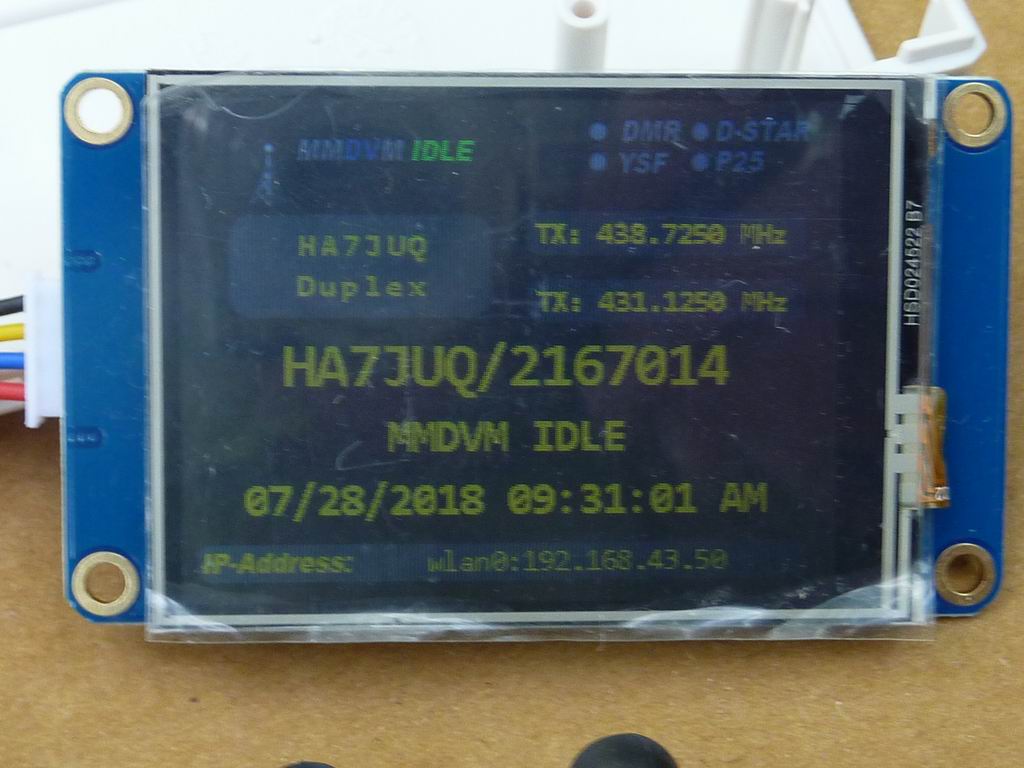 MMDVM IDLE
DMR D-STAR
YSF P25
HA7JUQ
Duplex
TX: 438.7250 MHz
TX: 431.1250 MHz
HA7JUQ/2167014
MMDVM IDLE
07/28/2018 09:31:01 AM
IP-Address: wlan0:192.168.43.50
HSD024522 B7